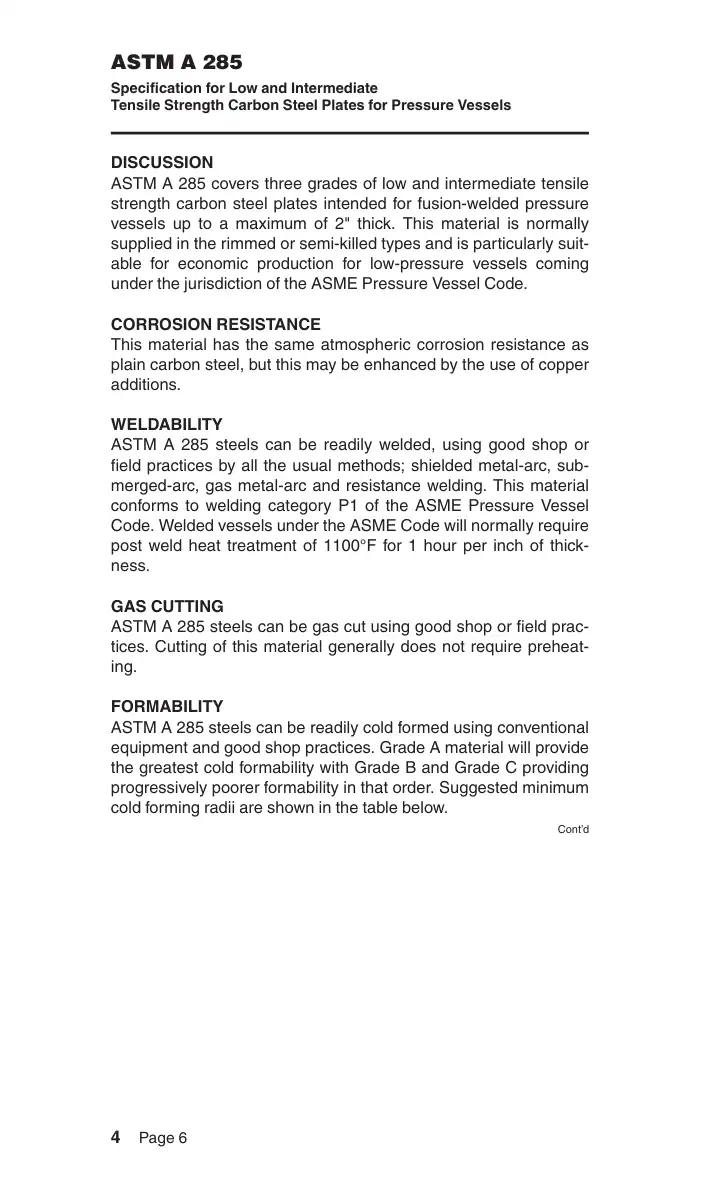 ASTM A 285
Specification for Low and Intermediate
Tensile Strength Carbon Steel Plates for Pressure Vessels
DISCUSSION
ASTM A 285 covers three grades of low and intermediate tensile
strength carbon steel plates intended for fusion-welded pressure
vessels up to a maximum of 2" thick. This material is normally
supplied in the rimmed or semi-killed types and is particularly suit-
able for economic production for low-pressure vessels coming
under the jurisdiction of the ASME Pressure Vessel Code.
CORROSION RESISTANCE
This material has the same atmospheric corrosion resistance as
plain carbon steel, but this may be enhanced by the use of copper
additions.
WELDABILITY
ASTM A 285 steels can be readily welded, using good shop or
field practices by all the usual methods; shielded metal-arc, sub-
merged-arc, gas metal-arc and resistance welding. This material
conforms to welding category P1 of the ASME Pressure Vessel
Code. Welded vessels under the ASME Code will normally require
post weld heat treatment of 1100°F for 1 hour per inch of thick-
ness.
GAS CUTTING
ASTM A 285 steels can be gas cut using good shop or field prac-
tices. Cutting of this material generally does not require preheat-
ing.
FORMABILITY
ASTM A 285 steels can be readily cold formed using conventional
equipment and good shop practices. Grade A material will provide
the greatest cold formability with Grade B and Grade C providing
progressively poorer formability in that order. Suggested minimum
cold forming radii are shown in the table below.
Cont'd
4 Page 6